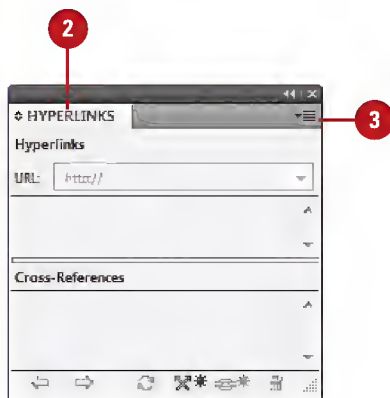 2
HYPERLINKS
3
Hyperlinks
URL: http://
Cross-References